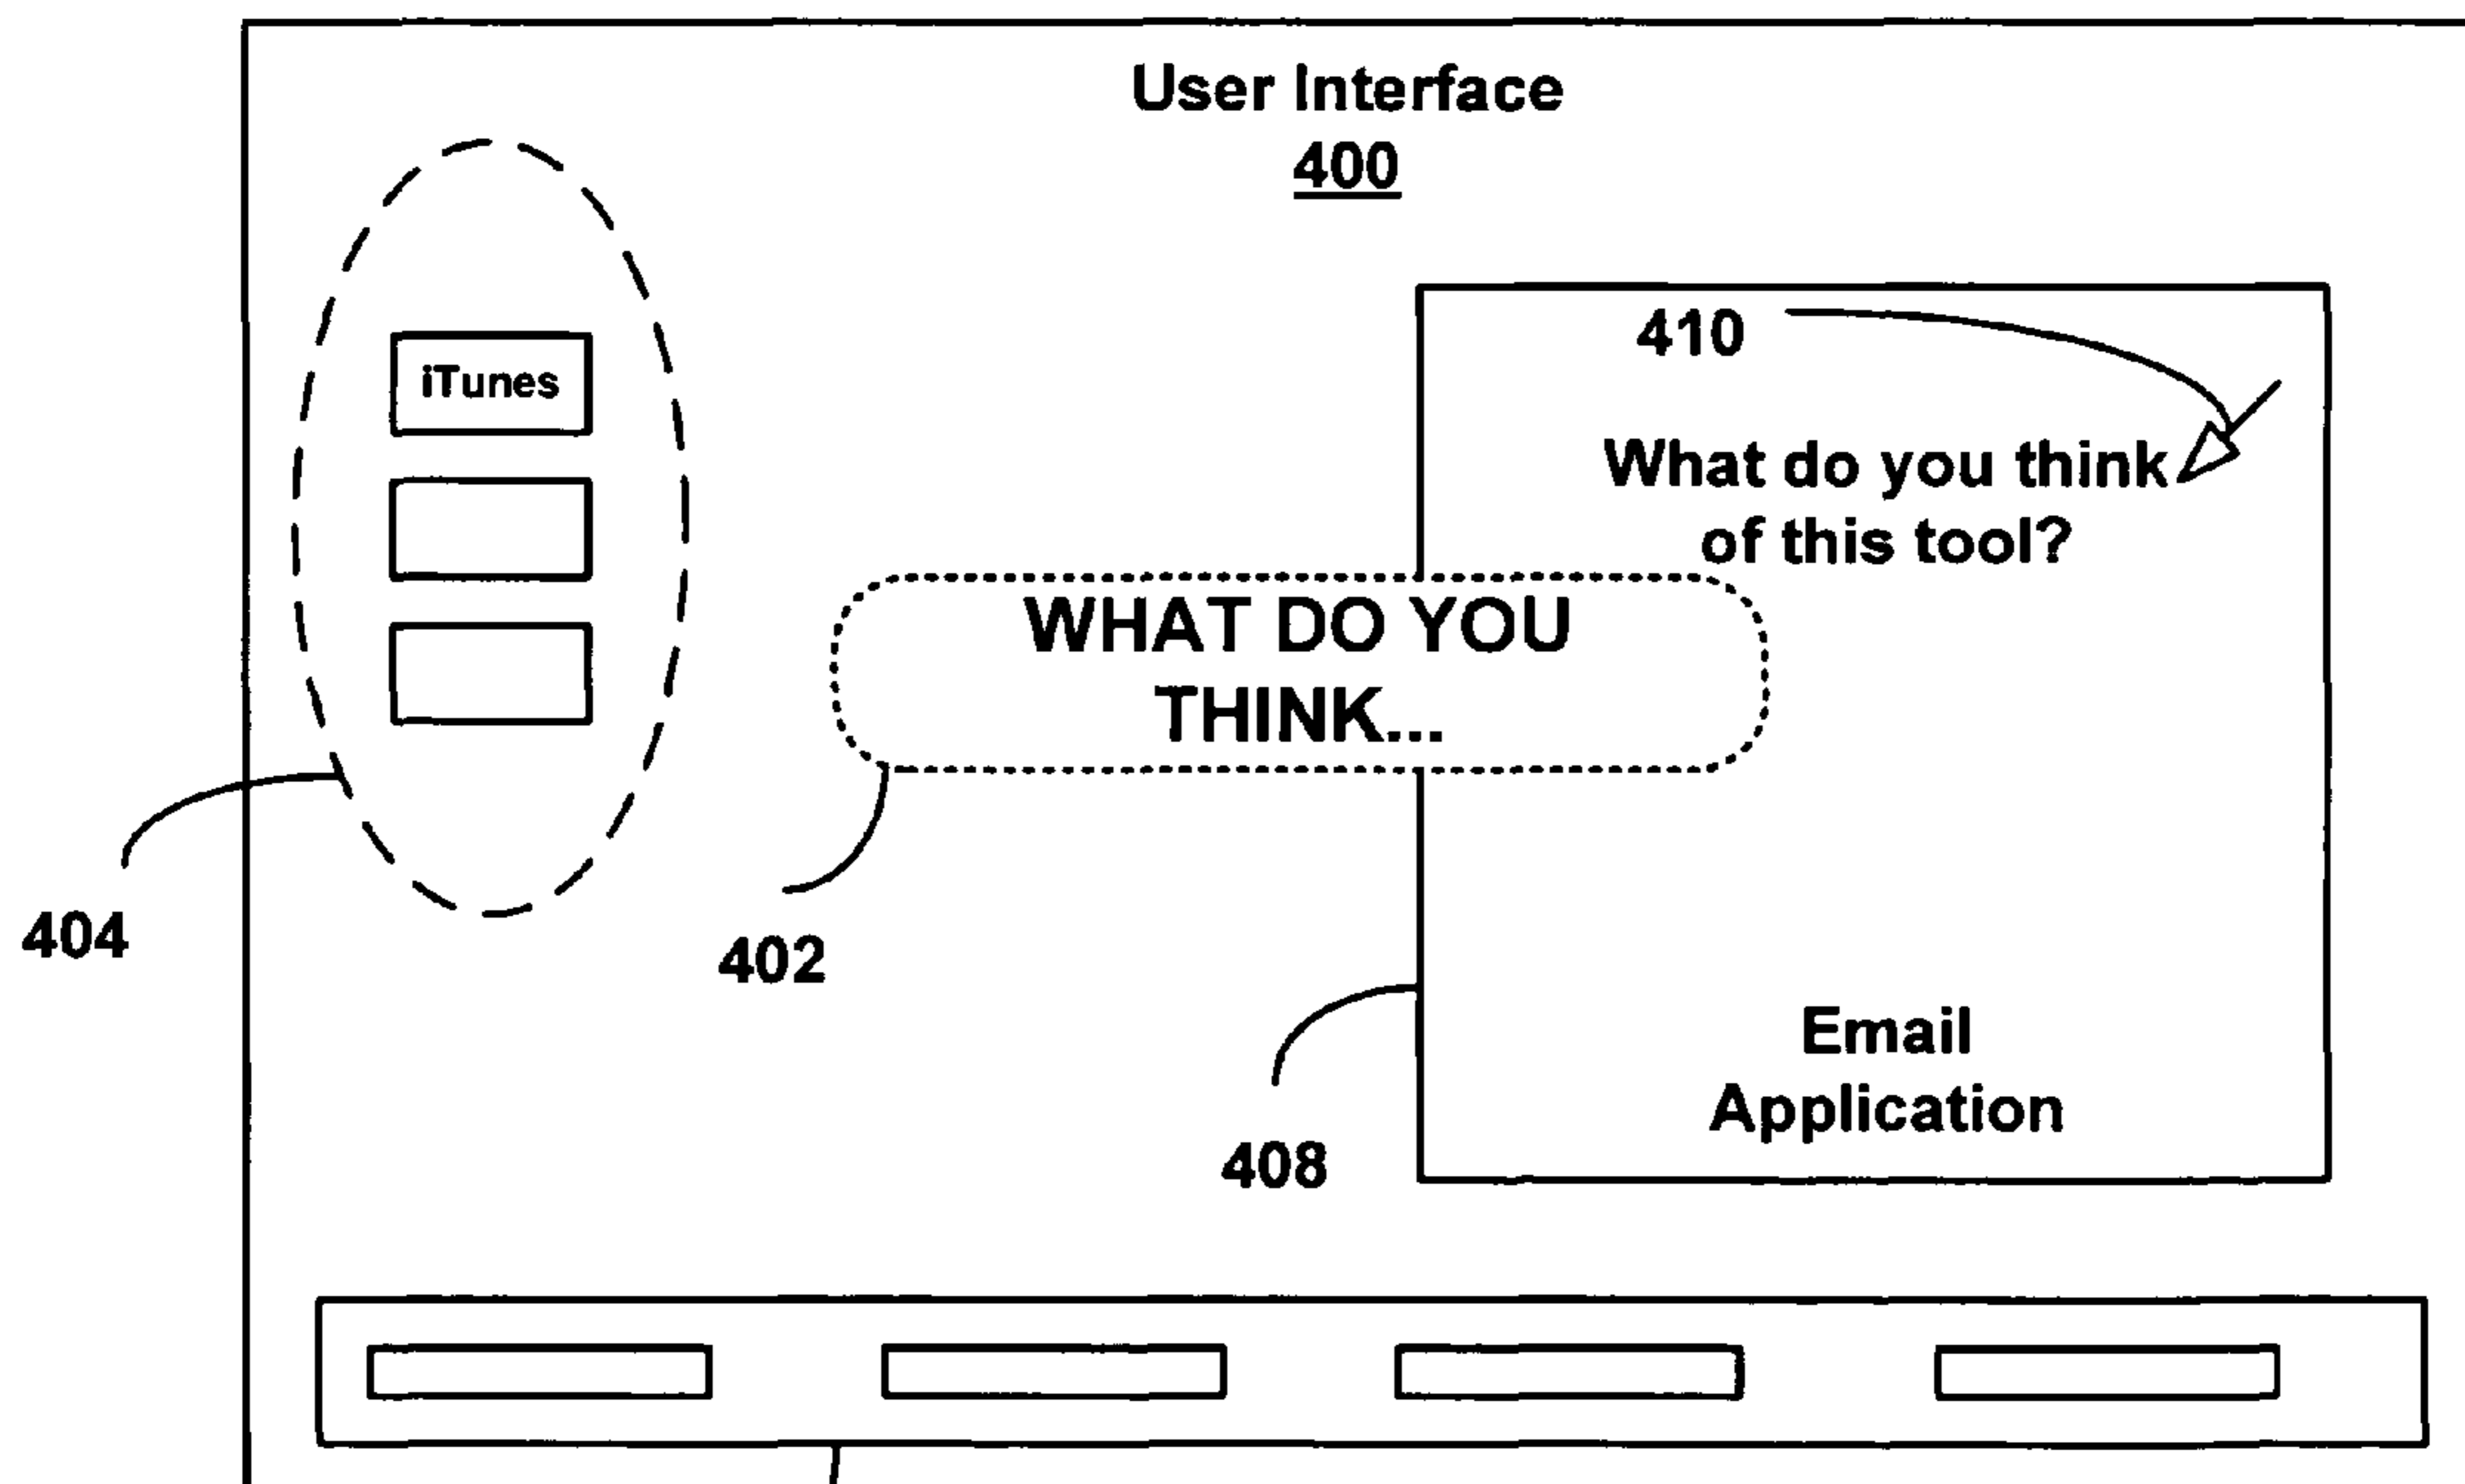 User Interface
400
410
iTunes
What do you think
of this tool?
WHAT DO YOU
THINK...
404
402
Email
Application
408